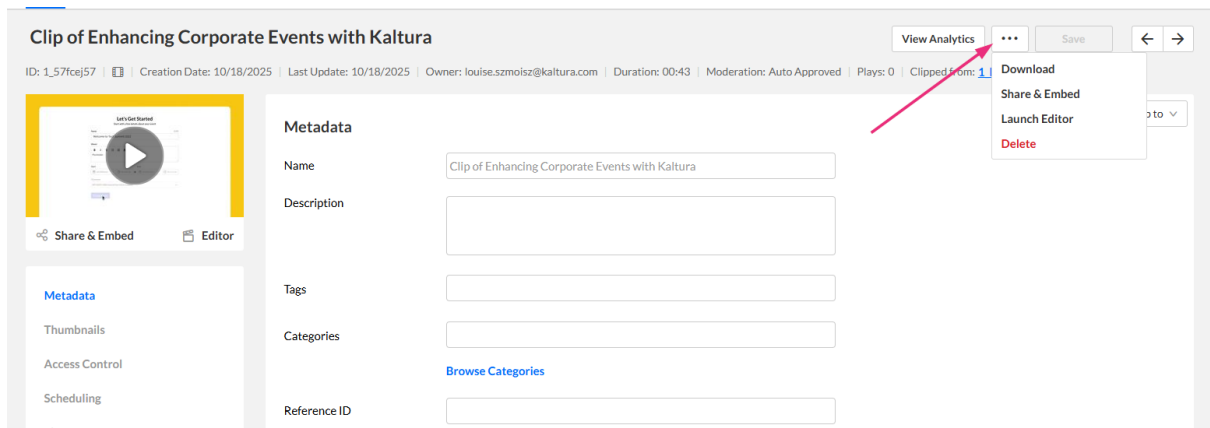 Clip of Enhancing Corporate Events with Kaltura
View Analytics
Save
ID: 1_57fcej57 | Creation Date: 10/18/2025 | Last Update: 10/18/2025 | Owner: louise.szmoisz@kaltura.com | Duration: 00:43 | Moderation: Auto Approved | Plays: 0 | Clipped from: 1_
Download
Share & Embed
Launch Editor
Delete
to
Let's Get Started
Share & Embed
Editor
Metadata
Thumbnails
Access Control
Scheduling
Metadata
Name
Clip of Enhancing Corporate Events with Kaltura
Description
Tags
Categories
Browse Categories
Reference ID